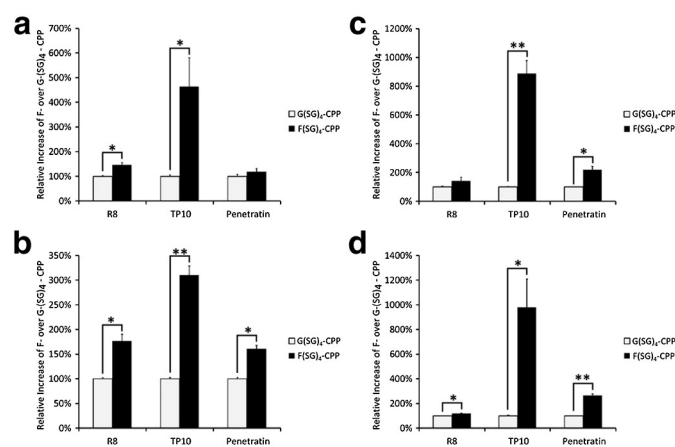 a
Relative Increase of F- over G-(SG)4 - CPP
700%
600%
500%
400%
300%
200%
100%
0%
*
*
R8 TP10 Penetratin
G(SG)4-CPP
F(SG)4-CPP
c
Relative Increase of F- over G-(SG)4 - CPP
1200%
1000%
800%
600%
400%
200%
0%
**
*
R8 TP10 Penetratin
G(SG)4-CPP
F(SG)4-CPP
b
Relative Increase of F- over G-(SG)4 - CPP
350%
300%
250%
200%
150%
100%
50%
0%
*
**
*
R8 TP10 Penetratin
G(SG)4-CPP
F(SG)4-CPP
d
Relative Increase of F- over G-(SG)4 - CPP
1400%
1200%
1000%
800%
600%
400%
200%
0%
*
*
**
R8 TP10 Penetratin
G(SG)4-CPP
F(SG)4-CPP